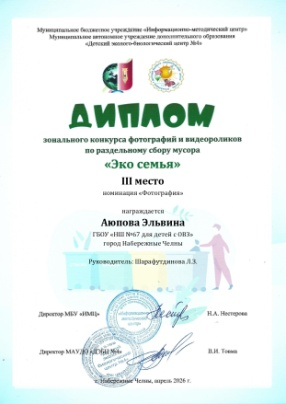 Муниципальное бюджетное учреждение «Информационно-методический центр»
Муниципальное автономное учреждение дополнительного образования
«Детский эколого-биологический центр №4»
ДИПЛОМ
зонального конкурса фотографий и видеороликов
по раздельному сбору мусора
«Эко семья»
III место
номинация «Фотография»
награждается
Аюпова Эльвина
ГБОУ «НШ №67 для детей с ОВЗ»
город Набережные Челны
Руководитель: Шарафутдинова Л.З.
Директор МБУ «ИМЦ» Н.А. Нестерова
Директор МАУДО «ДЭБЦ №4» В.И. Товма
г. Набережные Челны, апрель 2026 г.